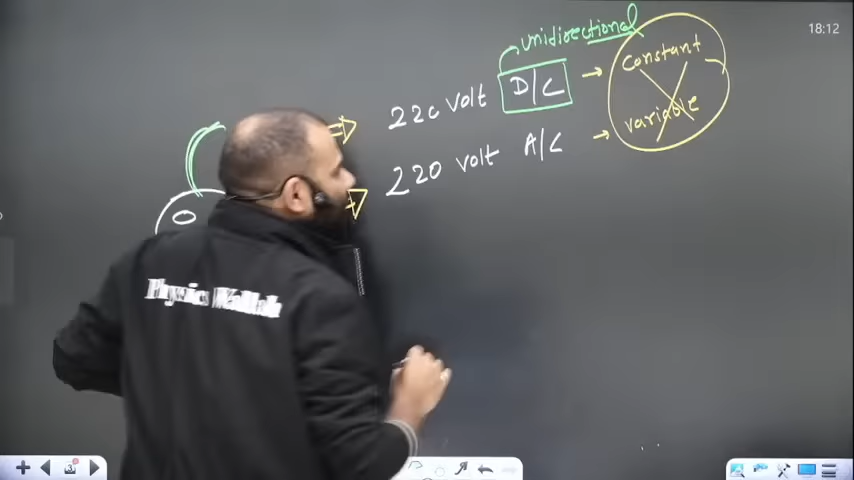 18:12
unidirectional
220 volt D/C → constant
220 volt A/C → variable
Physics Wallah